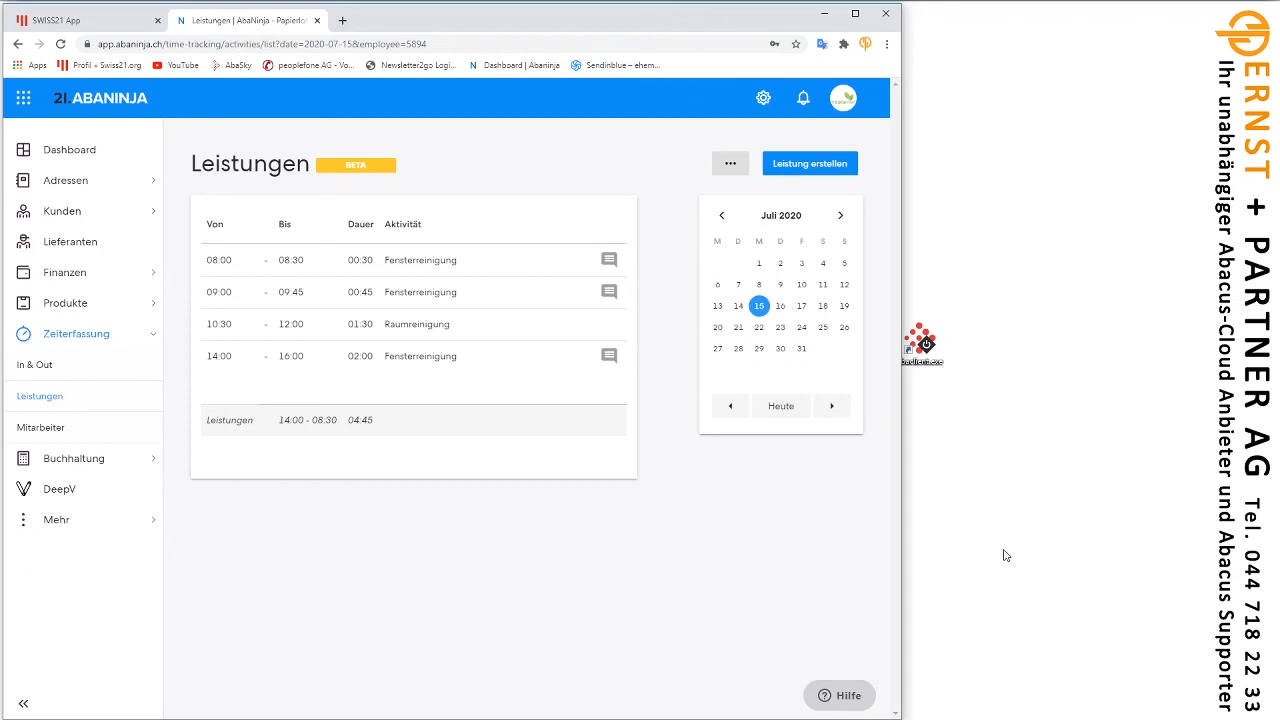 SWISS21 App
Leistungen | AbaNinja - Papierlos
app.abaninja.ch/time-tracking/activities/list?date=2020-07-15&employee=5894
Apps
Profil « Swiss21.org
YouTube
AbaSky
peoplefone AG - Vo...
Newsletter2go Logi...
Dashboard | Abaninja
Sendinblue – ehem...
21.ABANINJA
Dashboard
Adressen
Kunden
Lieferanten
Finanzen
Produkte
Zeiterfassung
In & Out
Leistungen
Mitarbeiter
Buchhaltung
DeepV
Mehr
Leistungen BETA
... Leistung erstellen
Von Bis Dauer Aktivität
08:00 - 08:30 00:30 Fensterreinigung
09:00 - 09:45 00:45 Fensterreinigung
10:30 - 12:00 01:30 Raumreinigung
14:00 - 16:00 02:00 Fensterreinigung
Leistungen 14:00 - 08:30 04:45
Juli 2020
M D M D F S S
1 2 3 4 5
6 7 8 9 10 11 12
13 14 15 16 17 18 19
20 21 22 23 24 25 26
27 28 29 30 31
Heute
Hilfe
ERNST + PARTNER AG Tel. 044 718 22 33
Ihr unabhängiger Abacus-Cloud Anbieter und Abacus Supporter